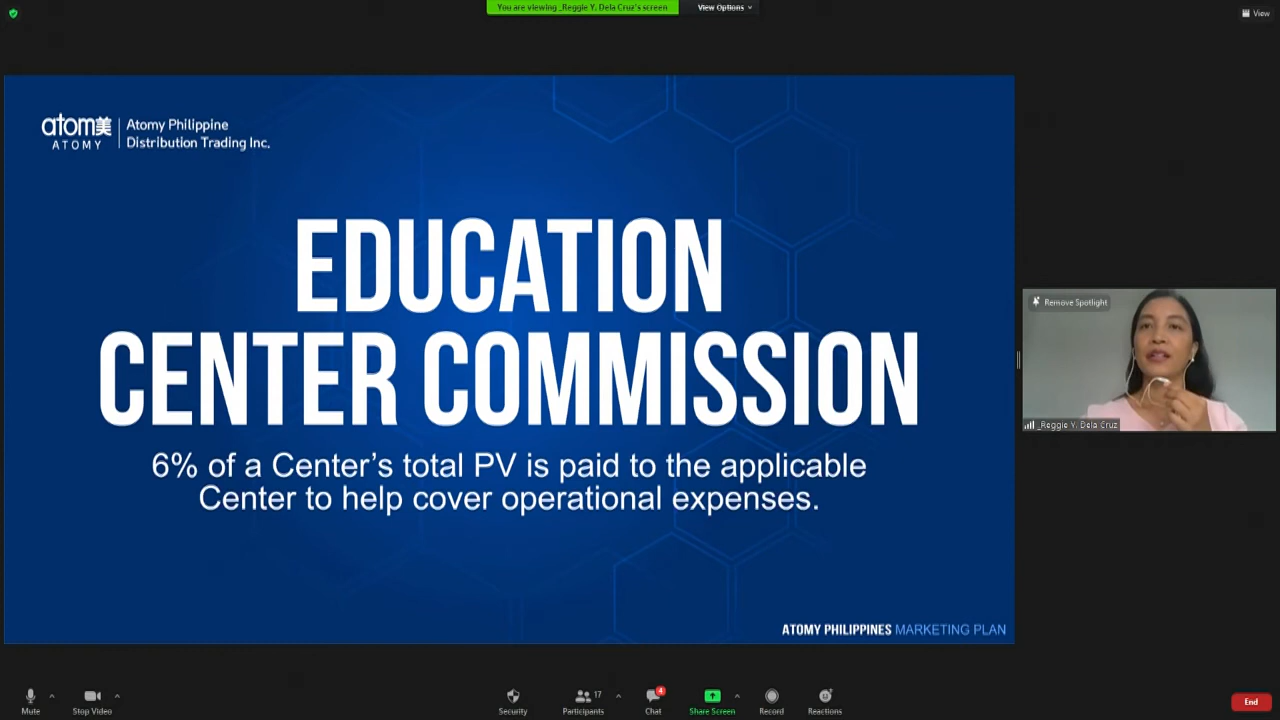 You are viewing _Reggie Y. Dela Cruz's screen
View Options
View
atom美
ATOMY
Atomy Philippine
Distribution Trading Inc.
EDUCATION
CENTER COMMISSION
6% of a Center's total PV is paid to the applicable
Center to help cover operational expenses.
ATOMY PHILIPPINES MARKETING PLAN
Remove Spotlight
_Reggie Y. Dela Cruz
Mute
Stop Video
Security
17
Participants
4
Chat
Share Screen
Record
Reactions
End